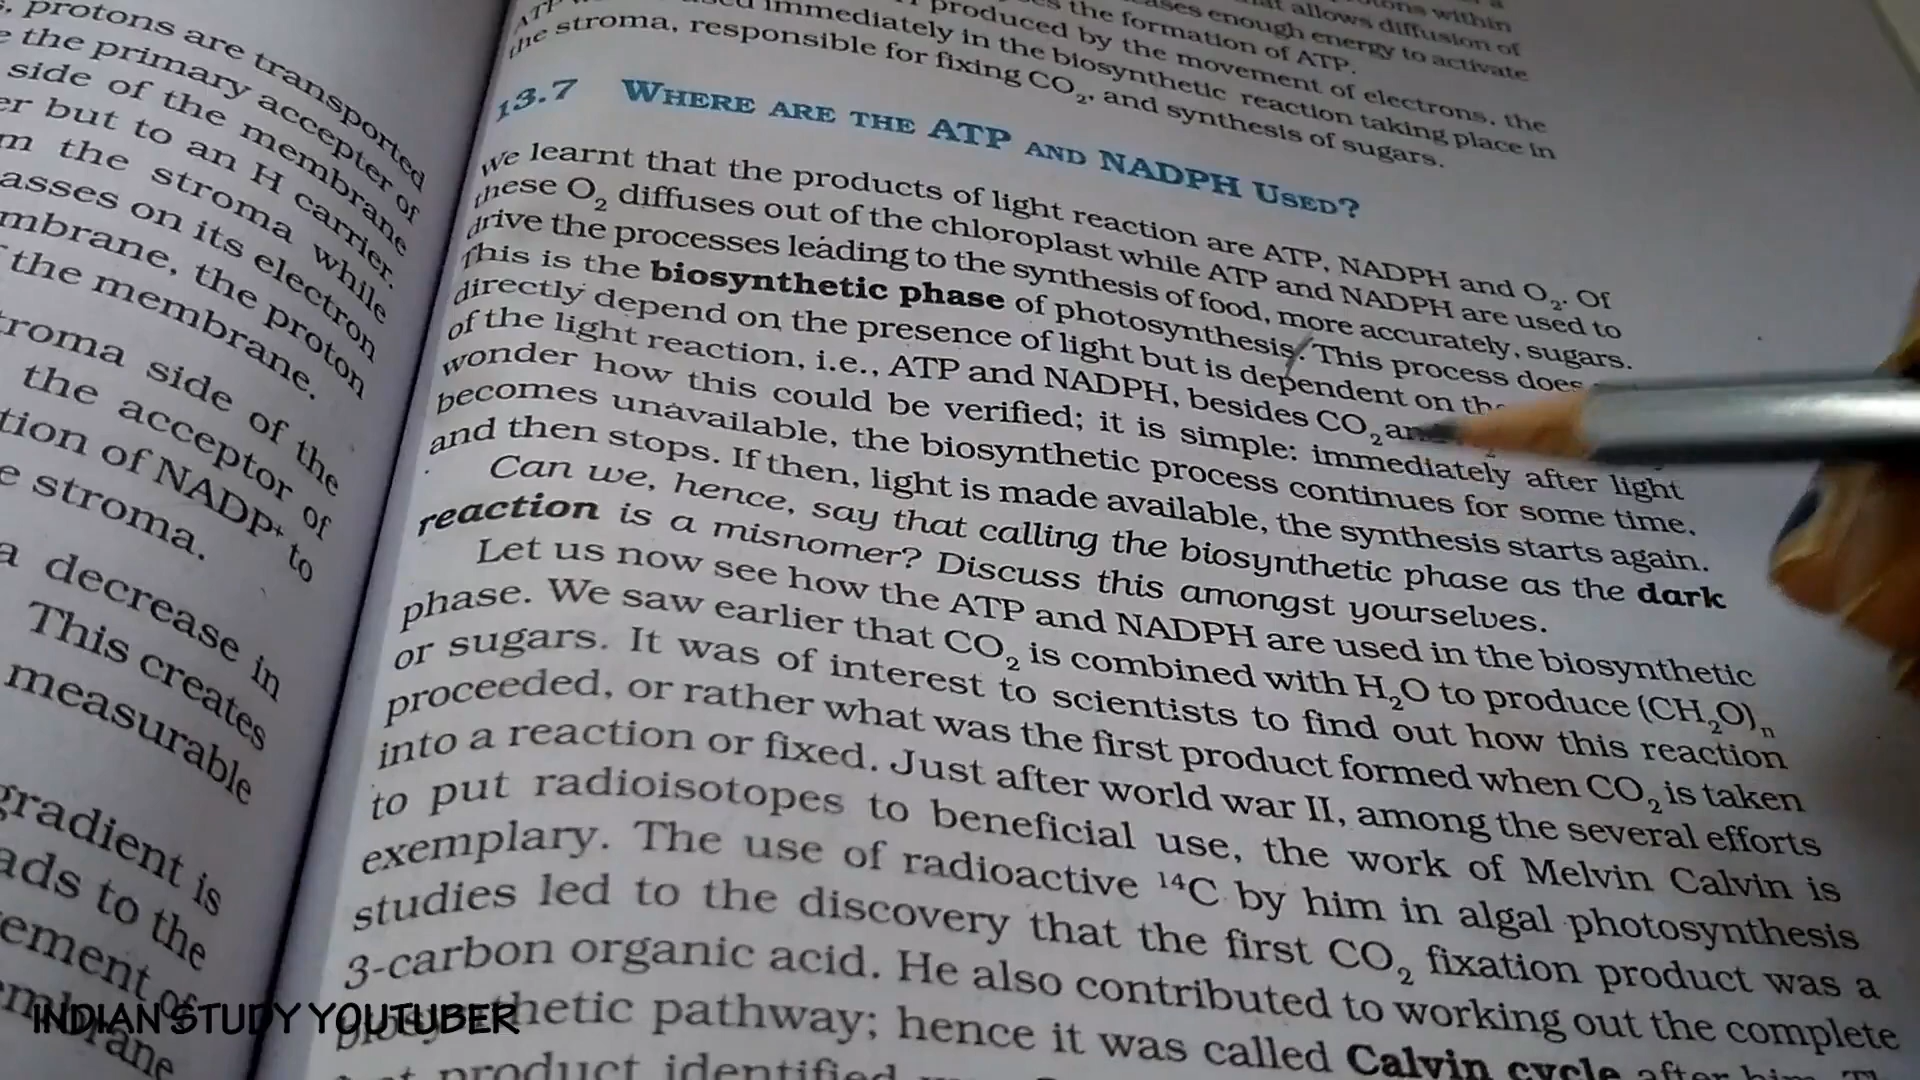 , protons are transported
the primary accepter of
side of the membrane
er but to an H carrier.
m the stroma while
asses on its electron
mbrane, the proton
the membrane.
troma side of the
the acceptor of
tion of NADP+ to
e stroma.
a decrease in
This creates
measurable
gradient is
ads to the
ement of
embrane
allows diffusion of
enough energy to activate
the formation of ATP.
produced by the movement of electrons, the
immediately in the biosynthetic reaction taking place in
the stroma, responsible for fixing CO2, and synthesis of sugars.
13.7 WHERE ARE THE ATP AND NADPH USED?
We learnt that the products of light reaction are ATP, NADPH and O2. Of
these O2 diffuses out of the chloroplast while ATP and NADPH are used to
drive the processes leading to the synthesis of food, more accurately, sugars.
This is the biosynthetic phase of photosynthesis. This process does
directly depend on the presence of light but is dependent on the
of the light reaction, i.e., ATP and NADPH, besides CO2 an
wonder how this could be verified; it is simple: immediately after light
becomes unavailable, the biosynthetic process continues for some time.
and then stops. If then, light is made available, the synthesis starts again.
Can we, hence, say that calling the biosynthetic phase as the dark
reaction is a misnomer? Discuss this amongst yourselves.
Let us now see how the ATP and NADPH are used in the biosynthetic
phase. We saw earlier that CO2 is combined with H2O to produce (CH2O)n
or sugars. It was of interest to scientists to find out how this reaction
proceeded, or rather what was the first product formed when CO2 is taken
into a reaction or fixed. Just after world war II, among the several efforts
to put radioisotopes to beneficial use, the work of Melvin Calvin is
exemplary. The use of radioactive 14C by him in algal photosynthesis
studies led to the discovery that the first CO2 fixation product was a
3-carbon organic acid. He also contributed to working out the complete
biosynthetic pathway; hence it was called Calvin cycle after him.
product identified
INDIAN STUDY YOUTUBER